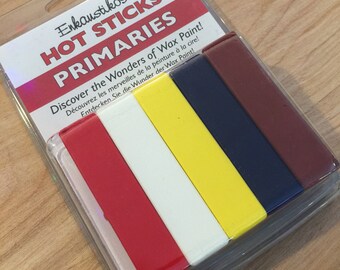 Enkaustikos
HOT STICKS
PRIMARIES
Discover the Wonders of Wax Paint!
Découvrez les merveilles de la peinture à la cire!
Entdecken Sie die Wunder der Wax Paint!